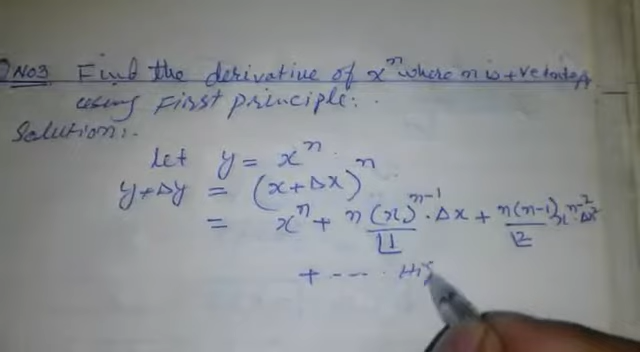 QNO3 Find the derivative of xⁿ where n is +ve integer
using First principle:
Solution:.
Let y = xⁿ.
y+Δy = (x+Δx)ⁿ
= xⁿ + n(x)ⁿ⁻¹/⌊1 · Δx + n(n-1)/⌊2 xⁿ⁻² · Δx²
+ ---- . Hig